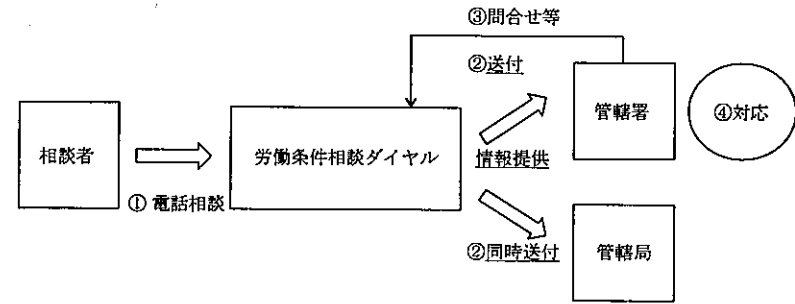 ③問合せ等
②送付
管轄署
④対応
相談者
労働条件相談ダイヤル
情報提供
① 電話相談
②同時送付
管轄局